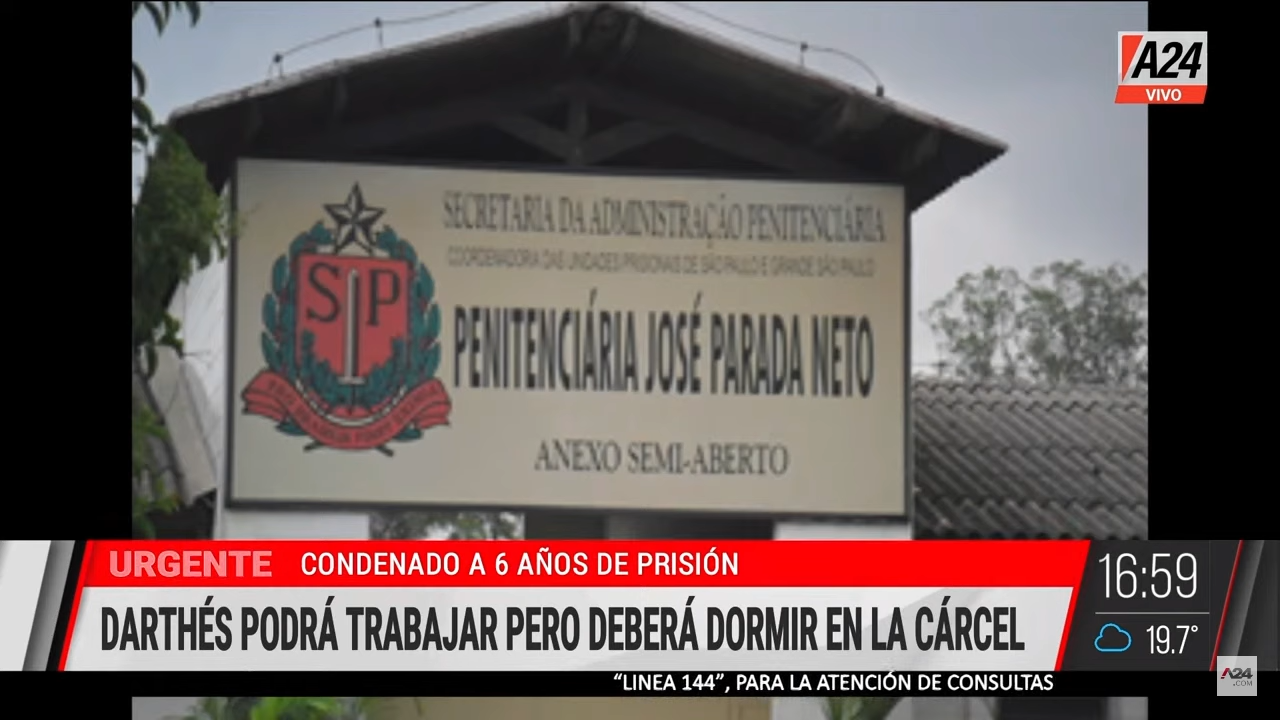 A24
VIVO
SECRETARIA DA ADMINISTRAÇÃO PENITENCIÁRIA
COORDENADORIA DAS UNIDADES PRISIONAIS DE SÃO PAULO E GRANDE SÃO PAULO
SP
PENITENCIÁRIA JOSÉ PARADA NETO
ANEXO SEMI-ABERTO
URGENTE CONDENADO A 6 AÑOS DE PRISIÓN
16:59
DARTHÉS PODRÁ TRABAJAR PERO DEBERÁ DORMIR EN LA CÁRCEL
19.7°
"LINEA 144", PARA LA ATENCIÓN DE CONSULTAS
A24
.COM